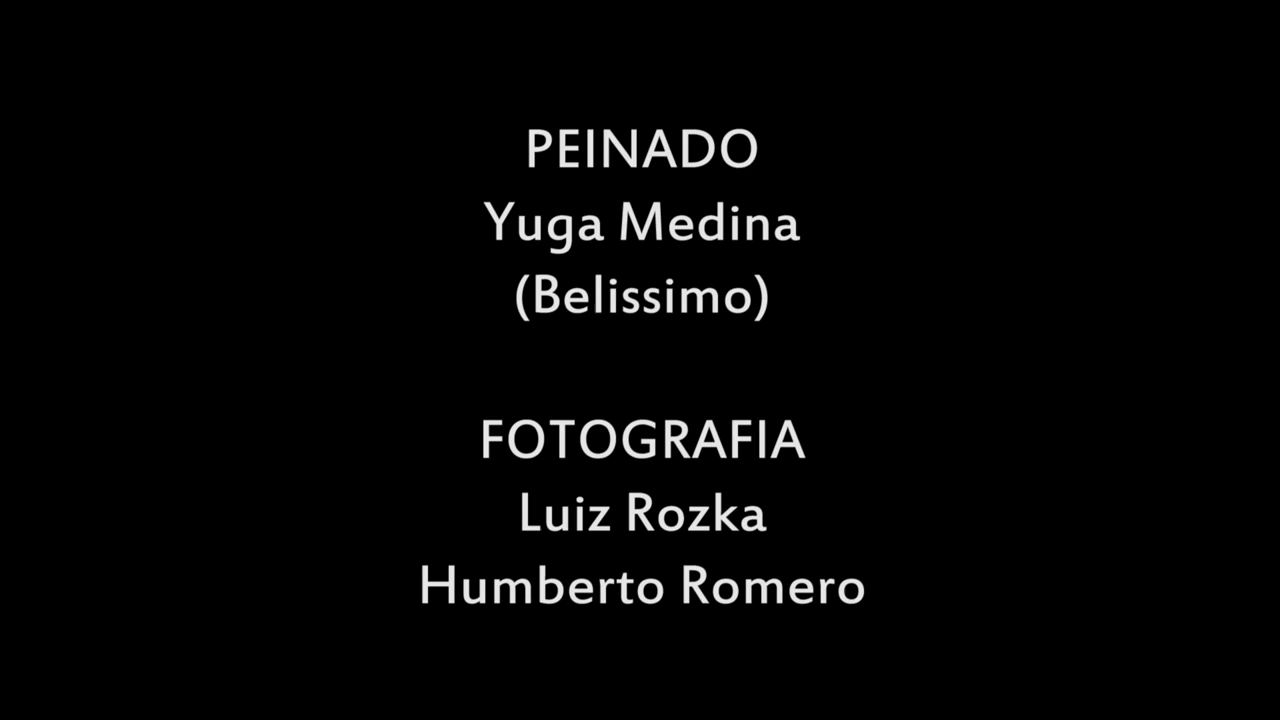 PEINADO
Yuga Medina
(Belissimo)
FOTOGRAFIA
Luiz Rozka
Humberto Romero